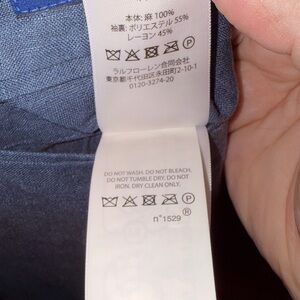 本体: 麻 100%
袖裏: ポリエステル 55%
レーヨン 45%
ラルフローレン合同会社
東京都千代田区永田町2-10-1
0120-3274-20
DO NOT WASH. DO NOT BLEACH.
DO NOT TUMBLE DRY. DO NOT
IRON. DRY CLEAN ONLY.
n°1529 ®